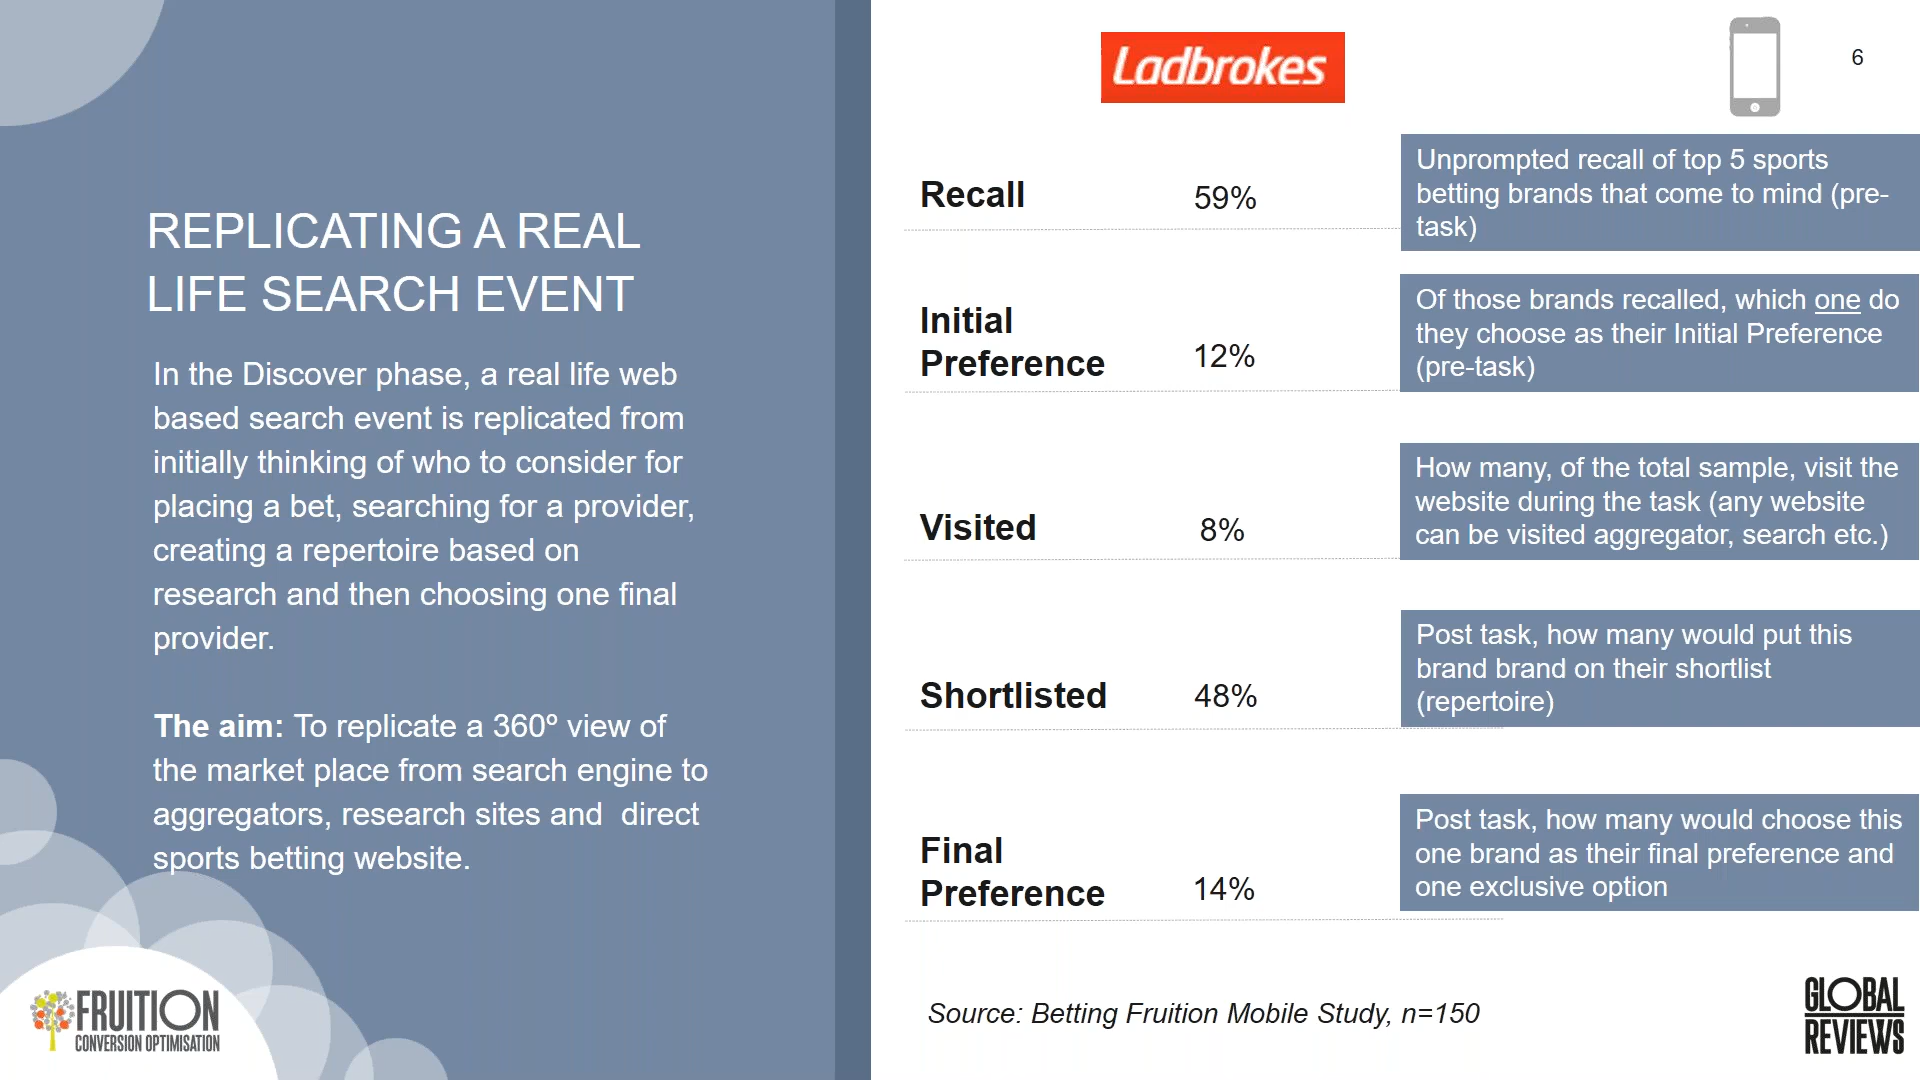 Ladbrokes
6
REPLICATING A REAL
LIFE SEARCH EVENT
In the Discover phase, a real life web
based search event is replicated from
initially thinking of who to consider for
placing a bet, searching for a provider,
creating a repertoire based on
research and then choosing one final
provider.
The aim: To replicate a 360º view of
the market place from search engine to
aggregators, research sites and  direct
sports betting website.
Recall
59%
Unprompted recall of top 5 sports
betting brands that come to mind (pre-
task)
Initial
Preference
12%
Of those brands recalled, which one do
they choose as their Initial Preference
(pre-task)
Visited
8%
How many, of the total sample, visit the
website during the task (any website
can be visited aggregator, search etc.)
Shortlisted
48%
Post task, how many would put this
brand brand on their shortlist
(repertoire)
Final
Preference
14%
Post task, how many would choose this
one brand as their final preference and
one exclusive option
Source: Betting Fruition Mobile Study, n=150
FRUITION
CONVERSION OPTIMISATION
GLOBAL
REVIEWS